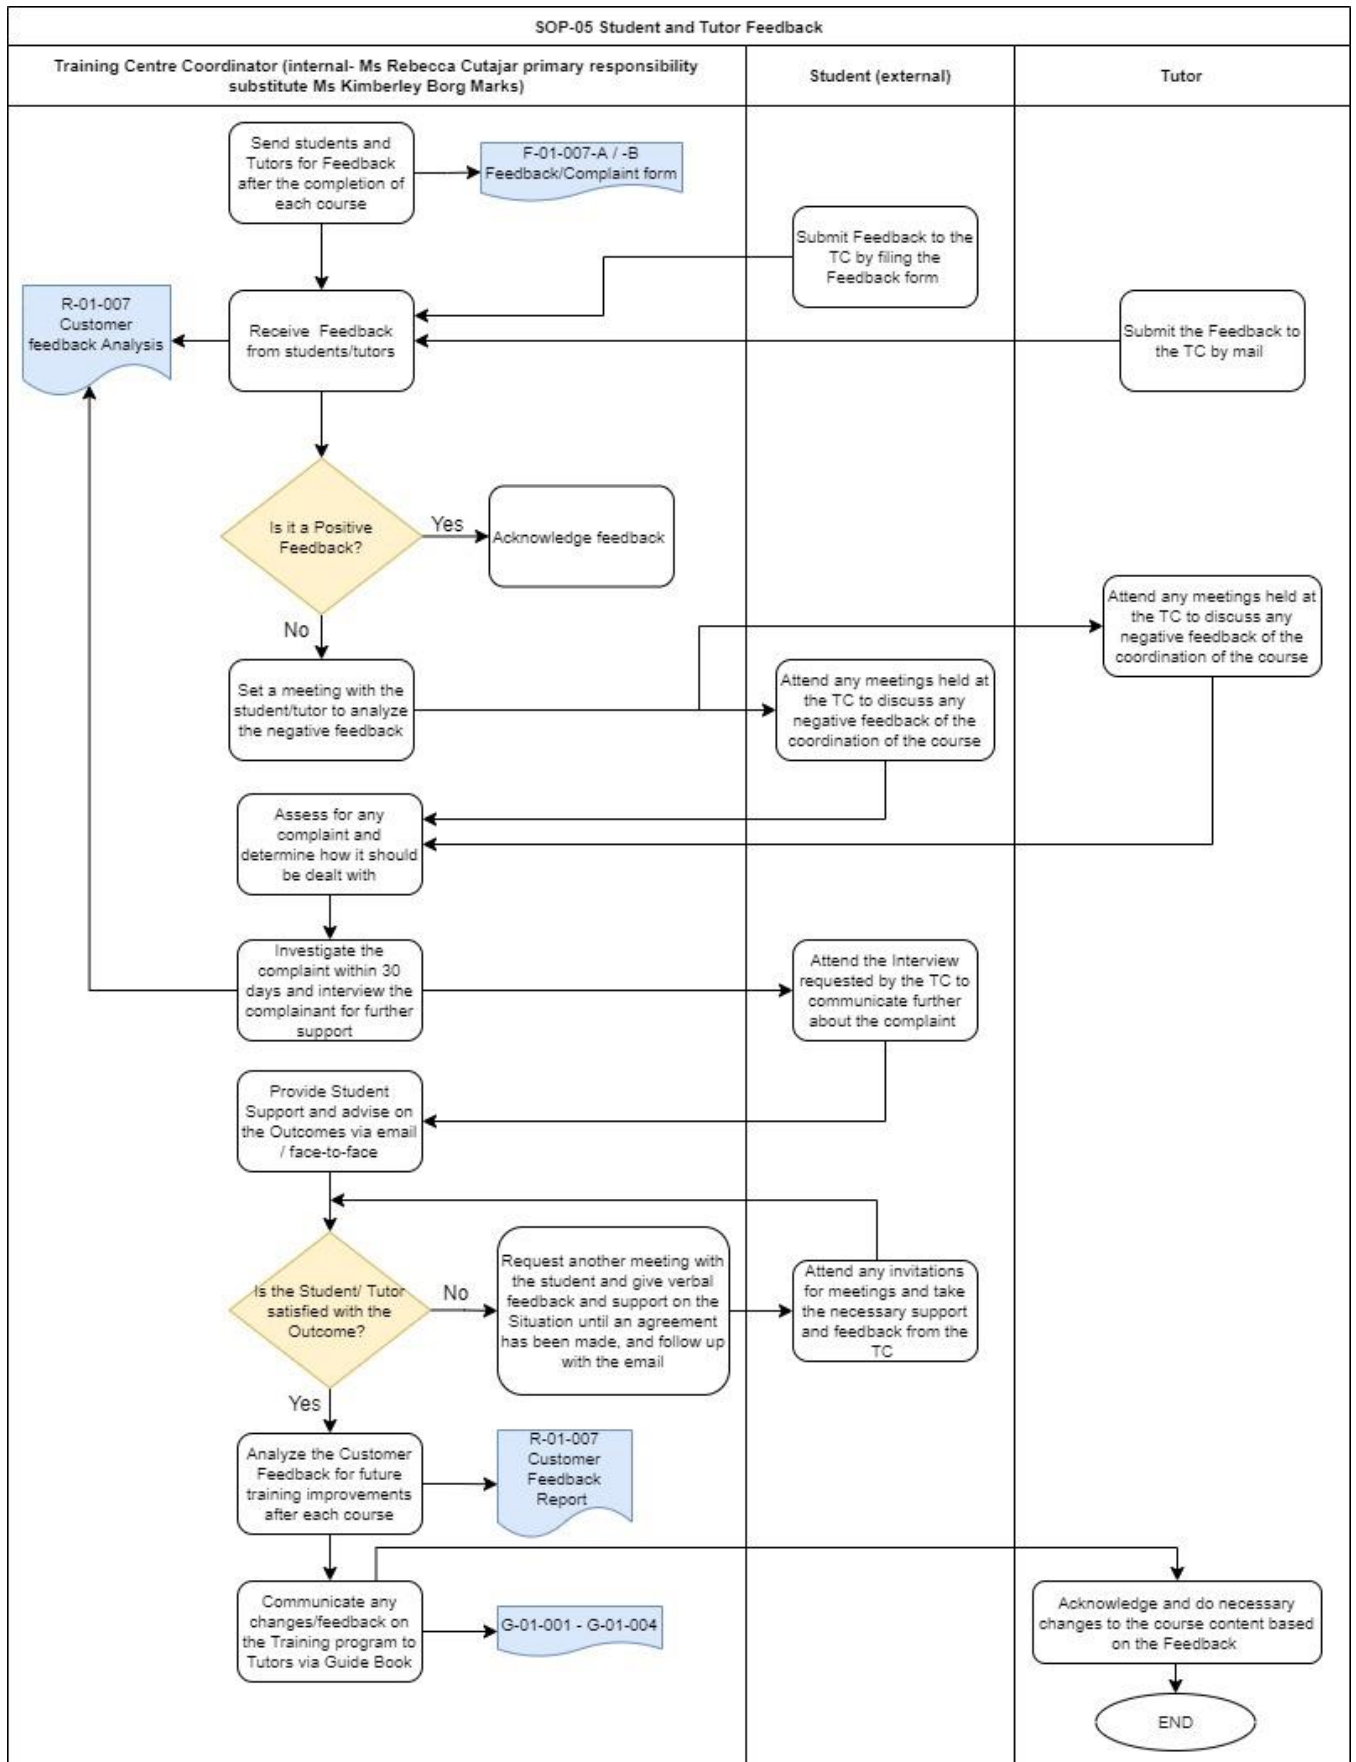 SOP-05 Student and Tutor Feedback
Training Centre Coordinator (internal- Ms Rebecca Cutajar primary responsibility
substitute Ms Kimberley Borg Marks)
Student (external)
Tutor
Send students and
Tutors for Feedback
after the completion of
each course
F-01-007-A / -B
Feedback/Complaint form
Submit Feedback to the
TC by filing the
Feedback form
R-01-007
Customer
feedback Analysis
Receive Feedback
from students/tutors
Submit the Feedback to
the TC by mail
Is it a Positive
Feedback?
Yes
Acknowledge feedback
No
Attend any meetings held at
the TC to discuss any
negative feedback of the
coordination of the course
Set a meeting with the
student/tutor to analyze
the negative feedback
Attend any meetings held at
the TC to discuss any
negative feedback of the
coordination of the course
Assess for any
complaint and
determine how it should
be dealt with
Investigate the
complaint within 30
days and interview the
complainant for further
support
Attend the Interview
requested by the TC to
communicate further
about the complaint
Provide Student
Support and advise on
the Outcomes via email
/ face-to-face
Is the Student/ Tutor
satisfied with the
Outcome?
No
Request another meeting with
the student and give verbal
feedback and support on the
Situation until an agreement
has been made, and follow up
with the email
Attend any invitations
for meetings and take
the necessary support
and feedback from the
TC
Yes
Analyze the Customer
Feedback for future
training improvements
after each course
R-01-007
Customer
Feedback
Report
Communicate any
changes/feedback on
the Training program to
Tutors via Guide Book
G-01-001 - G-01-004
Acknowledge and do necessary
changes to the course content based
on the Feedback
END